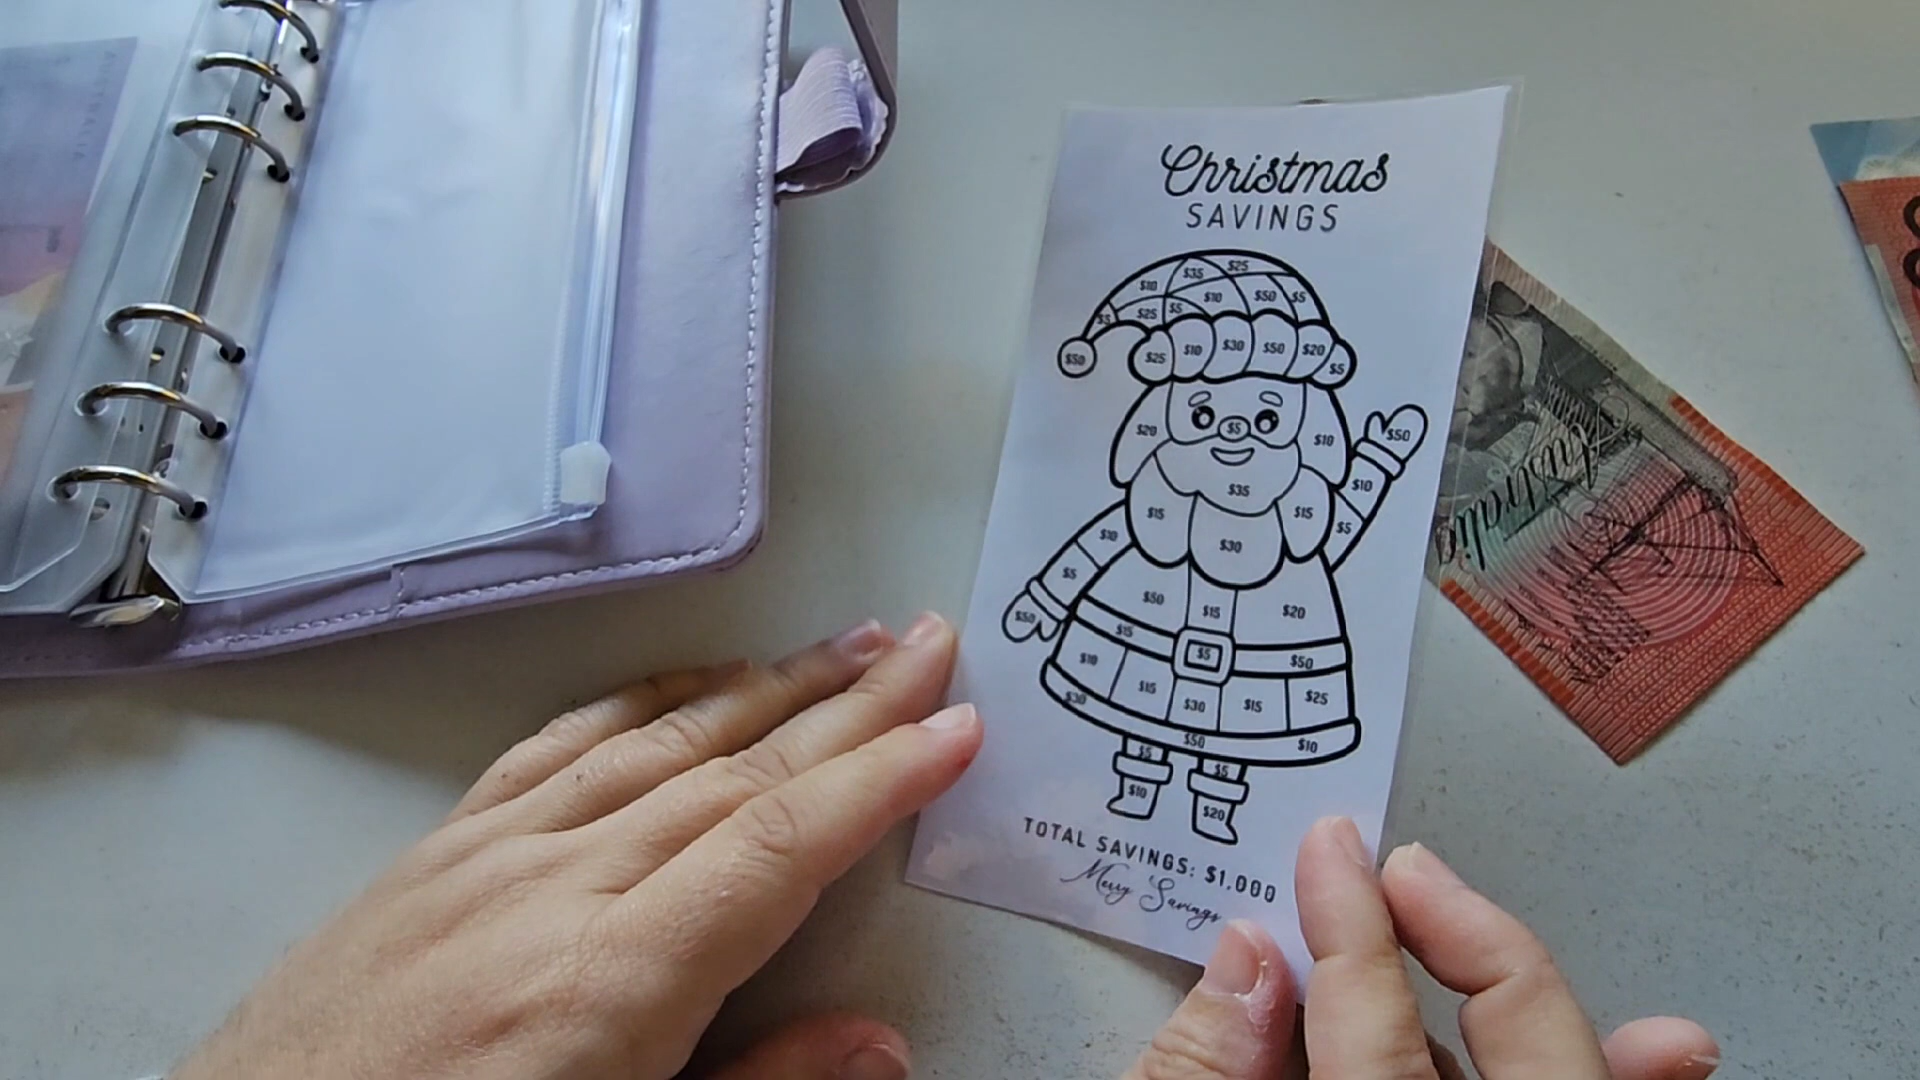 AUSTRALIA
Christmas
SAVINGS
$35 $25
$10 $10 $50 $5
$5 $25 $5
$50 $25 $10 $30 $50 $20 $5
$20 $5 $10 $50
$35 $10
$15 $15 $5
$10 $30
$5
$50 $50 $15 $20
$15 $5 $50
$10 $15 $30 $15 $25
$30
$50 $10
$5 $5
$10 $20
TOTAL SAVINGS: $1,000
Merry Savings
Australia